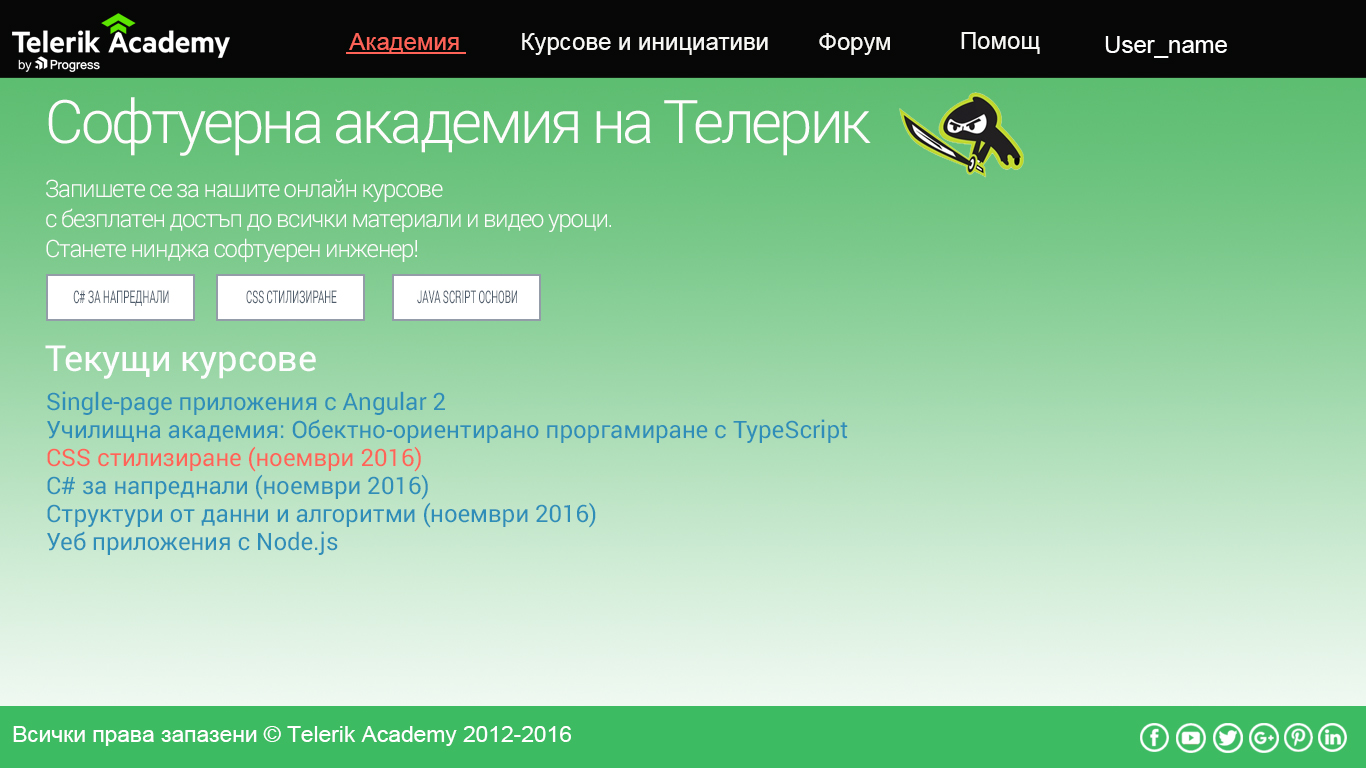 Telerik Academy
by Progress
Академия
Курсове и инициативи
Форум
Помощ
User_name
Софтуерна академия на Телерик
Запишете се за нашите онлайн курсове
с безплатен достъп до всички материали и видео уроци.
Станете нинджа софтуерен инженер!
C# ЗА НАПРЕДНАЛИ
CSS СТИЛИЗИРАНЕ
JAVA SCRIPT ОСНОВИ
Текущи курсове
Single-page приложения с Angular 2
Училищна академия: Обектно-ориентирано проргамиране с TypeScript
CSS стилизиране (ноември 2016)
C# за напреднали (ноември 2016)
Структури от данни и алгоритми (ноември 2016)
Уеб приложения с Node.js
Всички права запазени © Telerik Academy 2012-2016